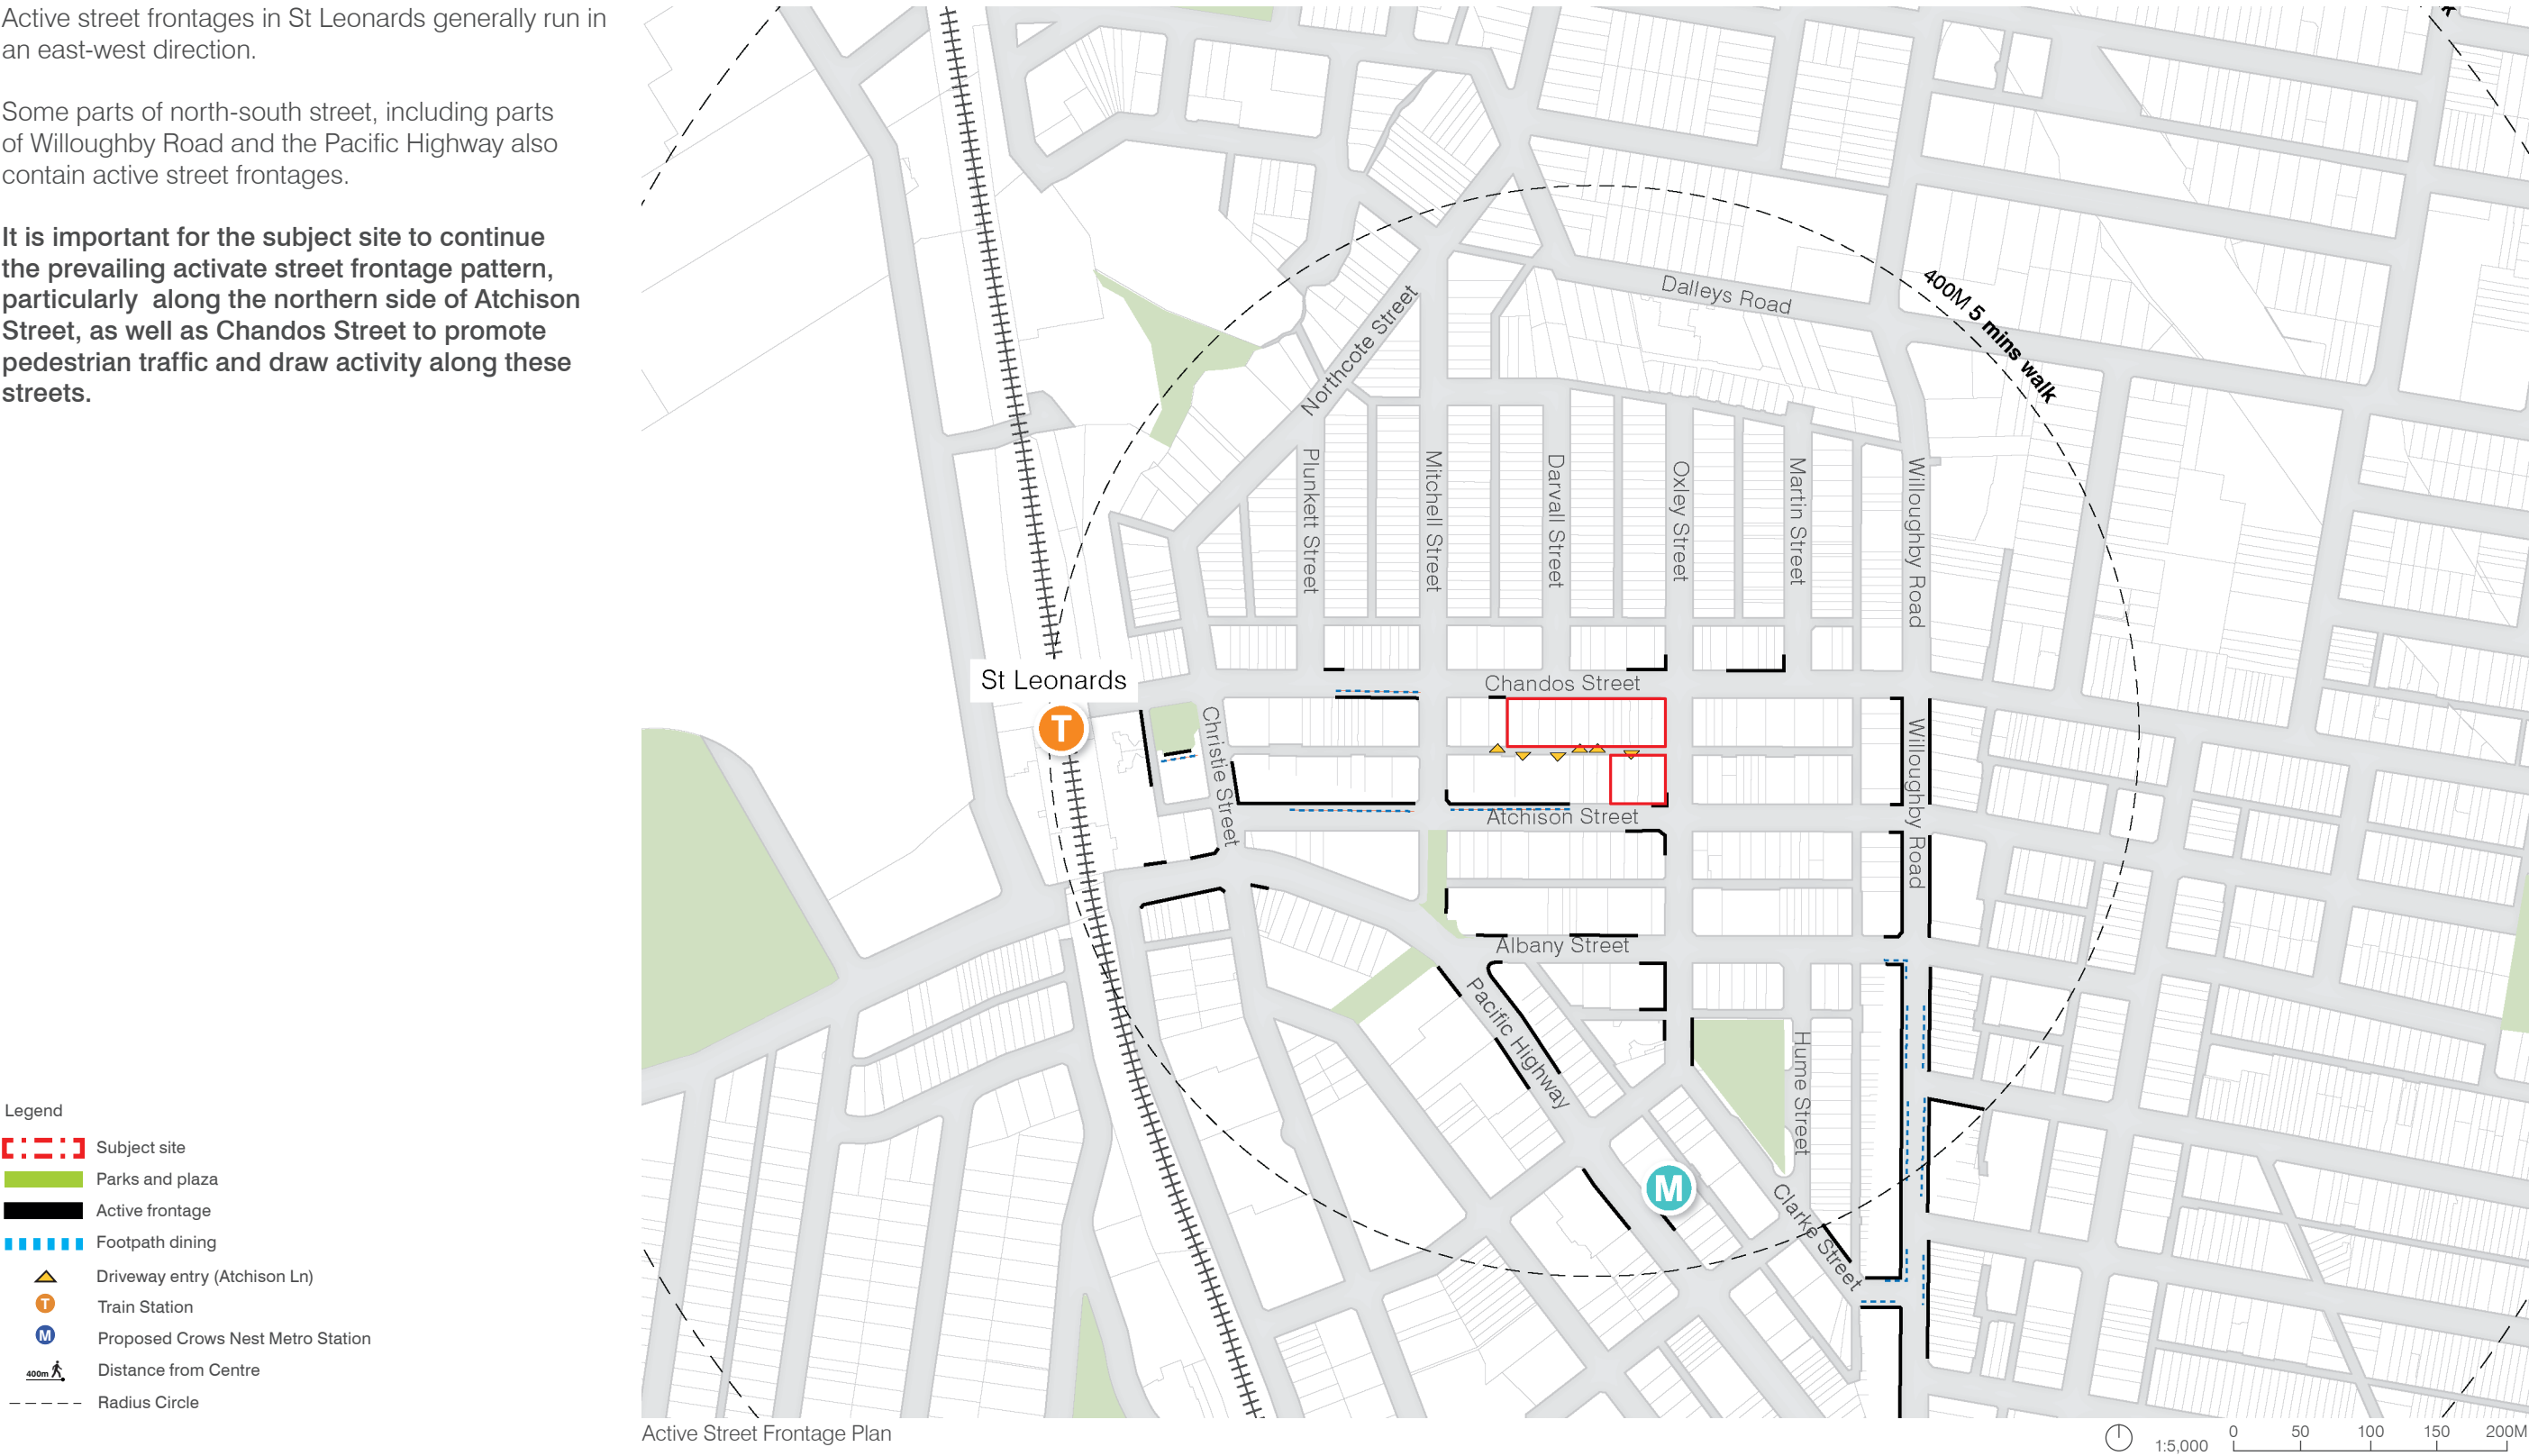 Active street frontages in St Leonards generally run in
an east-west direction.
Some parts of north-south street, including parts
of Willoughby Road and the Pacific Highway also
contain active street frontages.
It is important for the subject site to continue
the prevailing activate street frontage pattern,
particularly along the northern side of Atchison
Street, as well as Chandos Street to promote
pedestrian traffic and draw activity along these
streets.
Legend
Subject site
Parks and plaza
Active frontage
Footpath dining
Driveway entry (Atchison Ln)
T
Train Station
M
Proposed Crows Nest Metro Station
400m
Distance from Centre
Radius Circle
Dalleys Road
400M 5 mins walk
Northcote Street
Plunkett Street
Mitchell Street
Darvall Street
Oxley Street
Martin Street
Willoughby Road
St Leonards
T
Chandos Street
Christie Street
Willoughby Road
Atchison Street
Albany Street
Pacific Highway
Hume Street
M
Clarke Street
Active Street Frontage Plan
1:5,000
0 50 100 150 200M